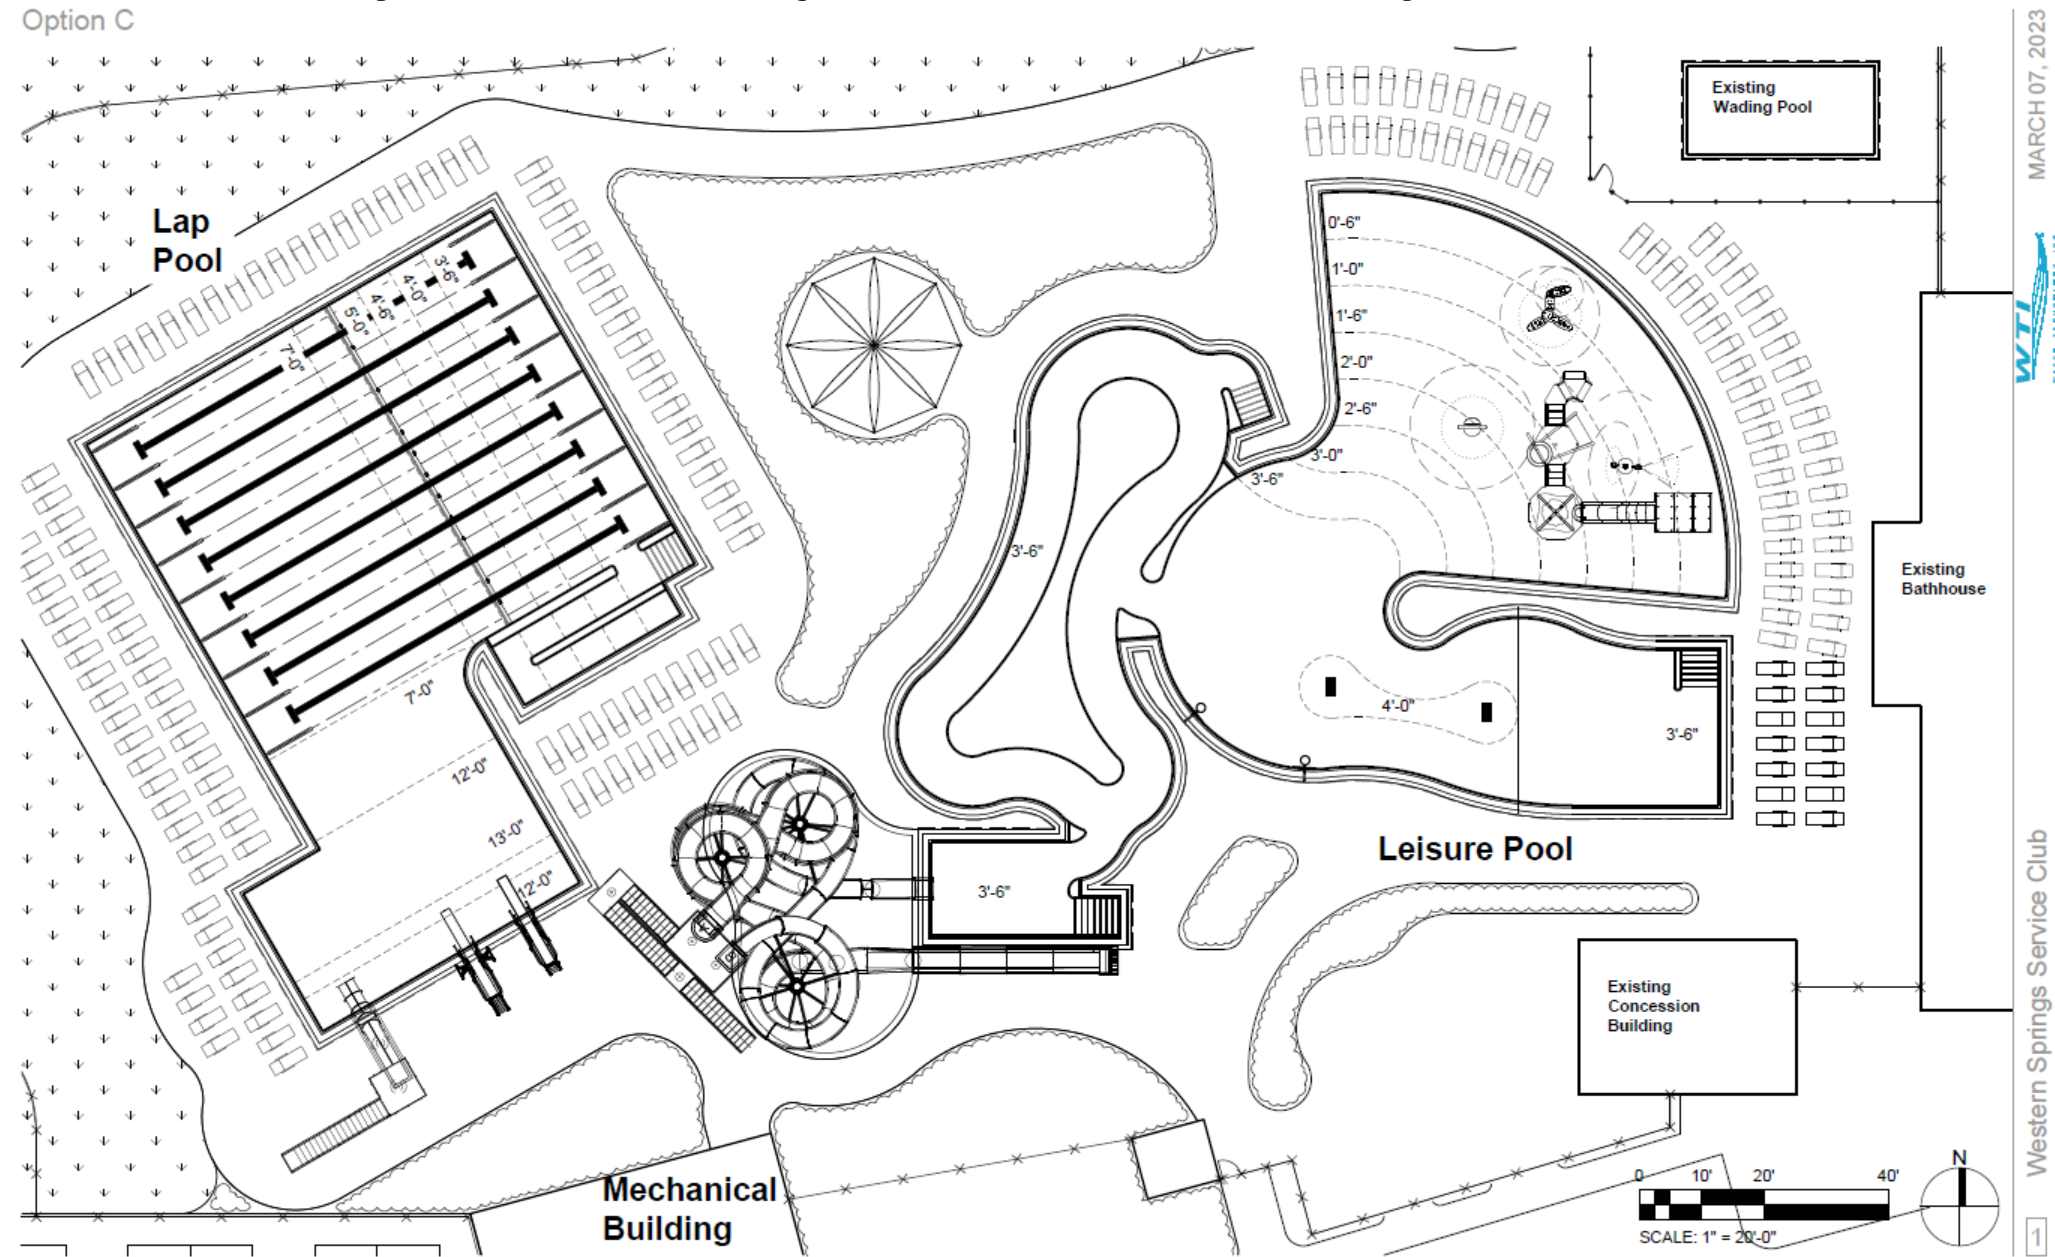 Option C
MARCH 07, 2023
Existing
Wading Pool
Lap
Pool
3'-6"
4'-0"
4'-6"
5'-0"
7'-0"
0'-6"
1'-0"
1'-6"
2'-0"
2'-6"
3'-0"
3'-6"
WTI
3'-6"
Existing
Bathhouse
7'-0"
4'-0"
3'-6"
12'-0"
13'-0"
12'-0"
Leisure Pool
3'-6"
Existing
Concession
Building
Western Springs Service Club
Mechanical
Building
N
0 10' 20' 40'
SCALE: 1" = 20'-0"
1